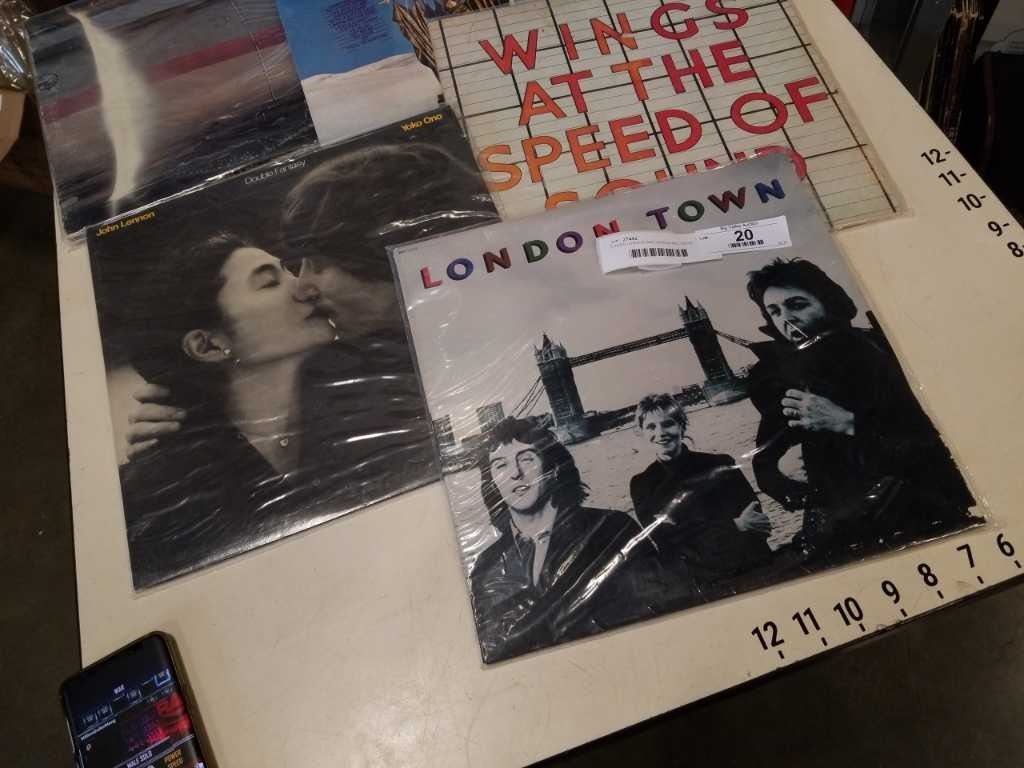 WINGS
AT THE
SPEED OF
SOUND
Yoko Ono
Double Fantasy
John Lennon
LONDON TOWN
20
12-
11-
10-
9-
8-
12 11 10 9 8 7 6